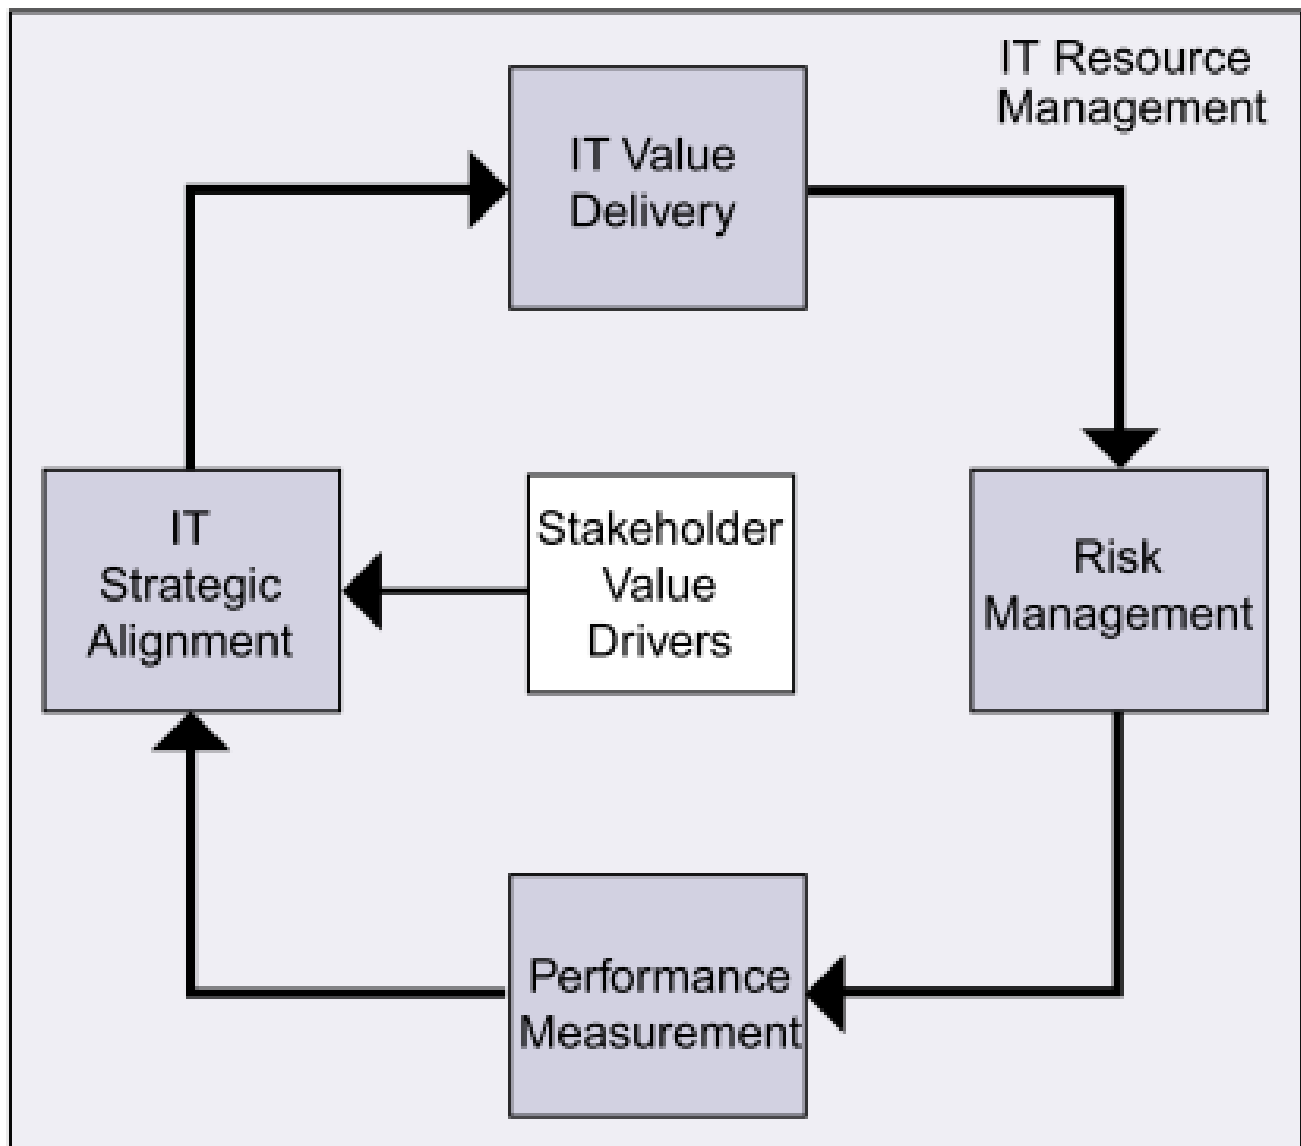 IT Resource
Management
IT Value
Delivery
IT
Strategic
Alignment
Stakeholder
Value
Drivers
Risk
Management
Performance
Measurement